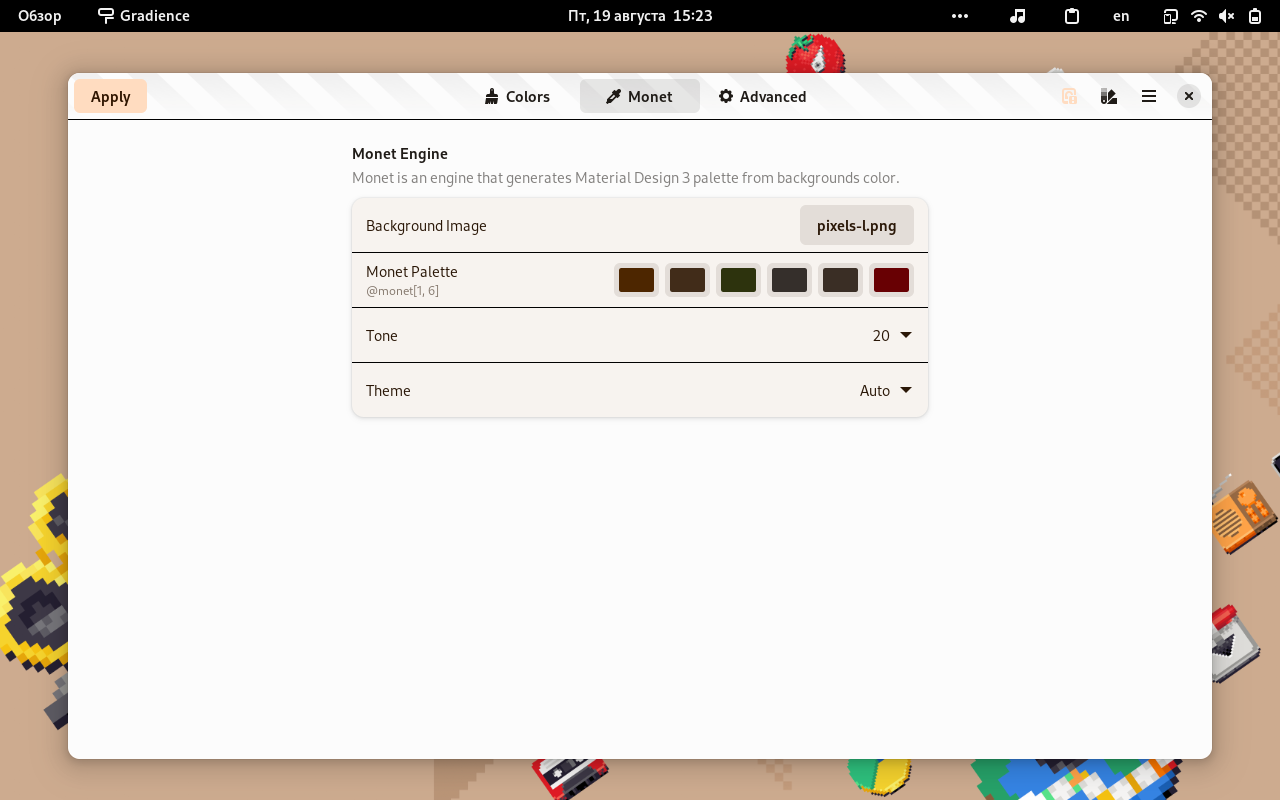 Обзор Gradience Пт, 19 августа 15:23 en
Apply Colors Monet Advanced
Monet Engine
Monet is an engine that generates Material Design 3 palette from backgrounds color.
Background Image pixels-l.png
Monet Palette
@monet[1, 6]
Tone 20
Theme Auto